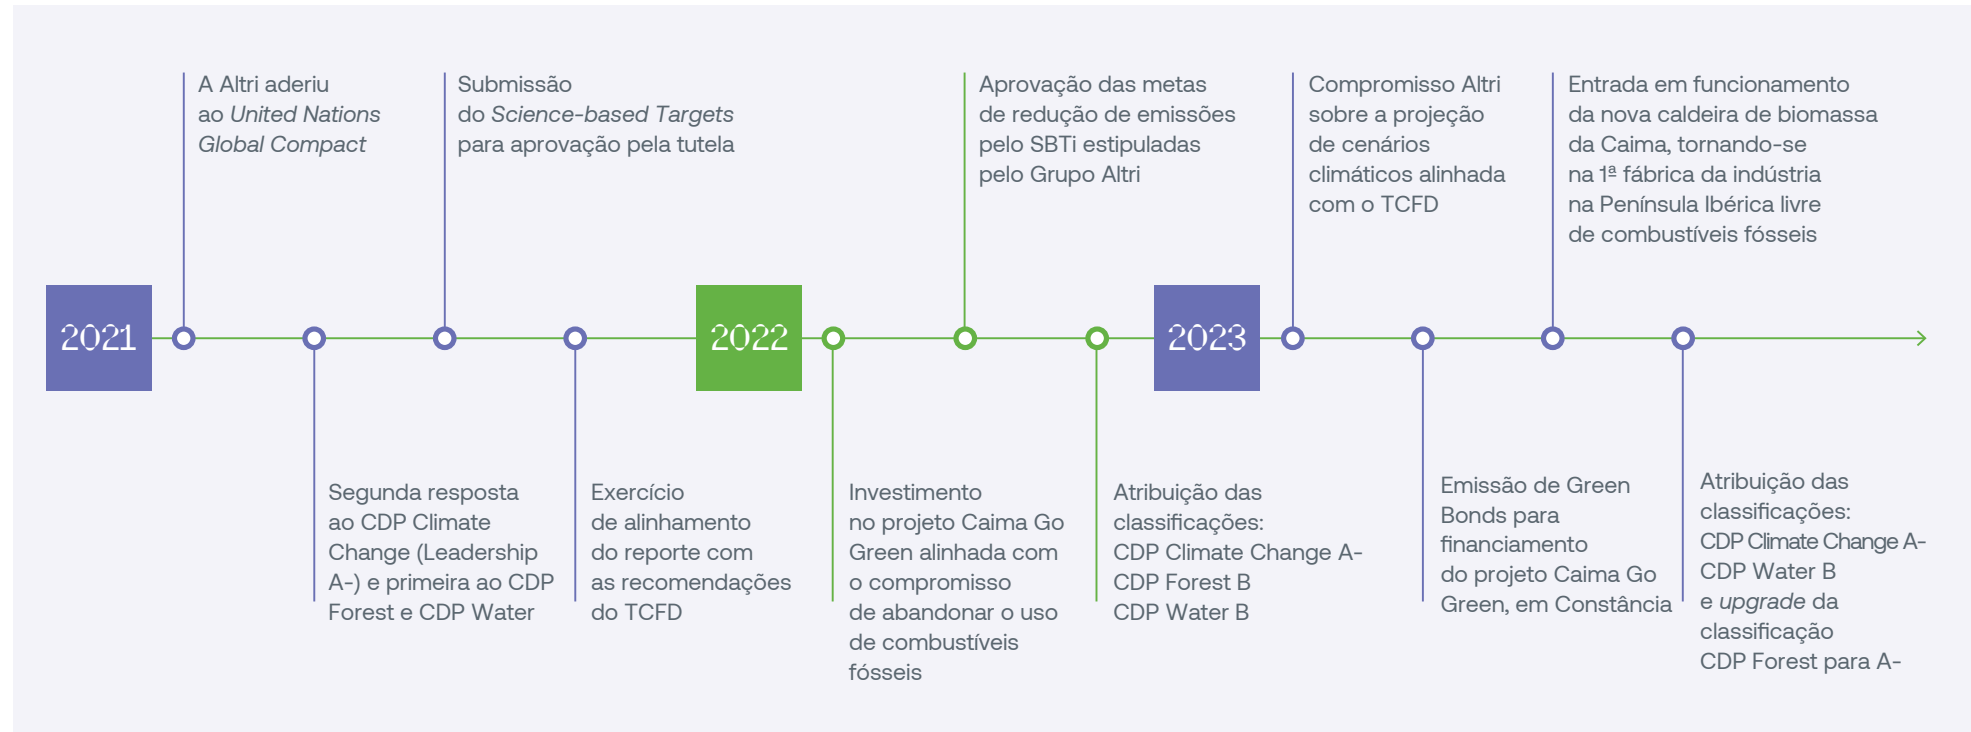 2021
A Altri aderiu
ao United Nations
Global Compact
Segunda resposta
ao CDP Climate
Change (Leadership
A-) e primeira ao CDP
Forest e CDP Water
Submissão
do Science-based Targets
para aprovação pela tutela
Exercício
de alinhamento
do reporte com
as recomendações
do TCFD
2022
Investimento
no projeto Caima Go
Green alinhada com
o compromisso
de abandonar o uso
de combustíveis
fósseis
Aprovação das metas
de redução de emissões
pelo SBTi estipuladas
pelo Grupo Altri
Atribuição das
classificações:
CDP Climate Change A-
CDP Forest B
CDP Water B
2023
Compromisso Altri
sobre a projeção
de cenários
climáticos alinhada
com o TCFD
Emissão de Green
Bonds para
financiamento
do projeto Caima Go
Green, em Constância
Entrada em funcionamento
da nova caldeira de biomassa
da Caima, tornando-se
na 1ª fábrica da indústria
na Península Ibérica livre
de combustíveis fósseis
Atribuição das
classificações:
CDP Climate Change A-
CDP Water B
e upgrade da
classificação
CDP Forest para A-